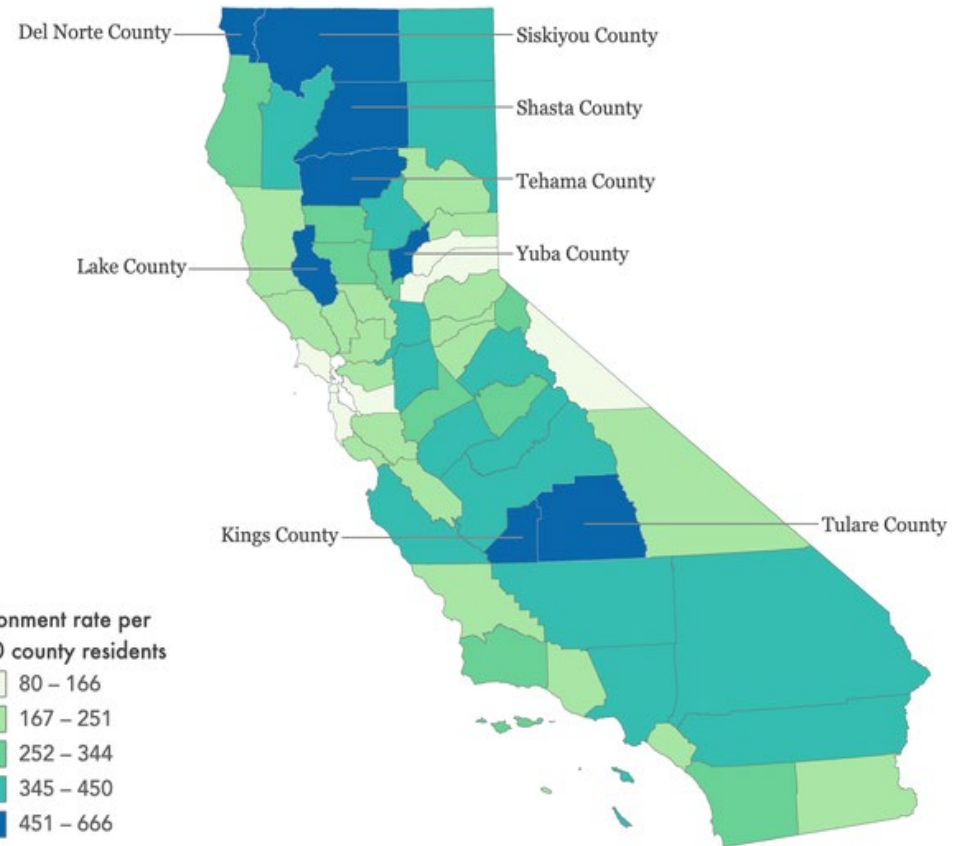 Del Norte County
Siskiyou County
Shasta County
Tehama County
Yuba County
Lake County
Kings County
Tulare County
onment rate per
0 county residents
80 – 166
167 – 251
252 – 344
345 – 450
451 – 666